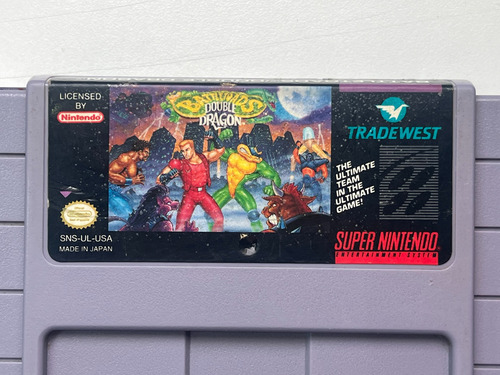 LICENSED
BY
Nintendo
BATTLETOADS
DOUBLE
DRAGON
TRADEWEST
THE
ULTIMATE
TEAM
IN THE
ULTIMATE
GAME!
SNS-UL-USA
MADE IN JAPAN
SUPER NINTENDO
ENTERTAINMENT SYSTEM